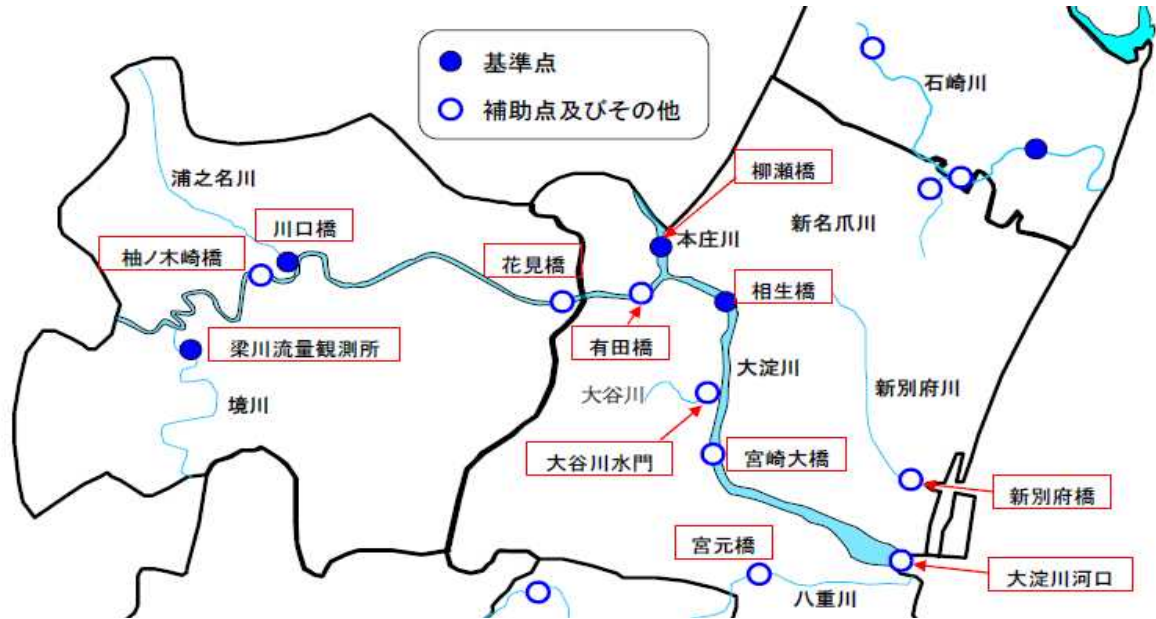 基準点
補助点及びその他
石崎川
柳瀬橋
浦之名川
川口橋
本庄川
新名爪川
柚ノ木崎橋
花見橋
相生橋
梁川流量観測所
有田橋
大淀川
新別府川
大谷川
境川
大谷川水門
宮崎大橋
新別府橋
宮元橋
大淀川河口
八重川